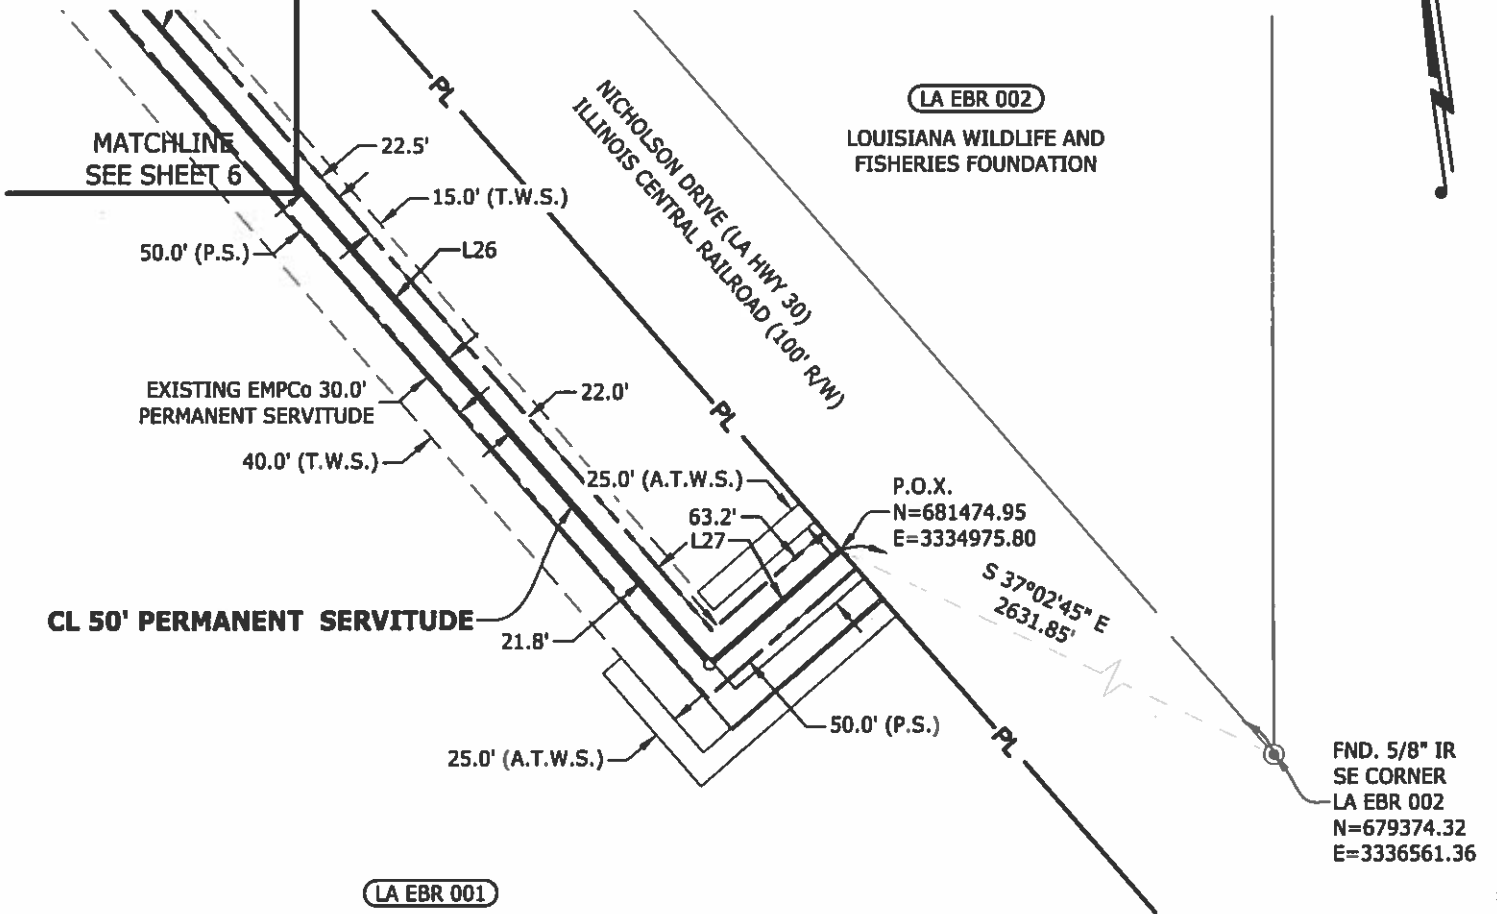 LA EBR 002
LOUISIANA WILDLIFE AND
FISHERIES FOUNDATION
PL
NICHOLSON DRIVE (LA HWY 30)
ILLINOIS CENTRAL RAILROAD (100' R/W)
MATCHLINE
SEE SHEET 6
22.5'
15.0' (T.W.S.)
50.0' (P.S.)
L26
EXISTING EMPCo 30.0'
PERMANENT SERVITUDE
22.0'
40.0' (T.W.S.)
PL
25.0' (A.T.W.S.)
63.2'
L27
P.O.X.
N=681474.95
E=3334975.80
S 37°02'45" E
2631.85'
CL 50' PERMANENT SERVITUDE
21.8'
50.0' (P.S.)
PL
25.0' (A.T.W.S.)
FND. 5/8" IR
SE CORNER
LA EBR 002
N=679374.32
E=3336561.36
LA EBR 001